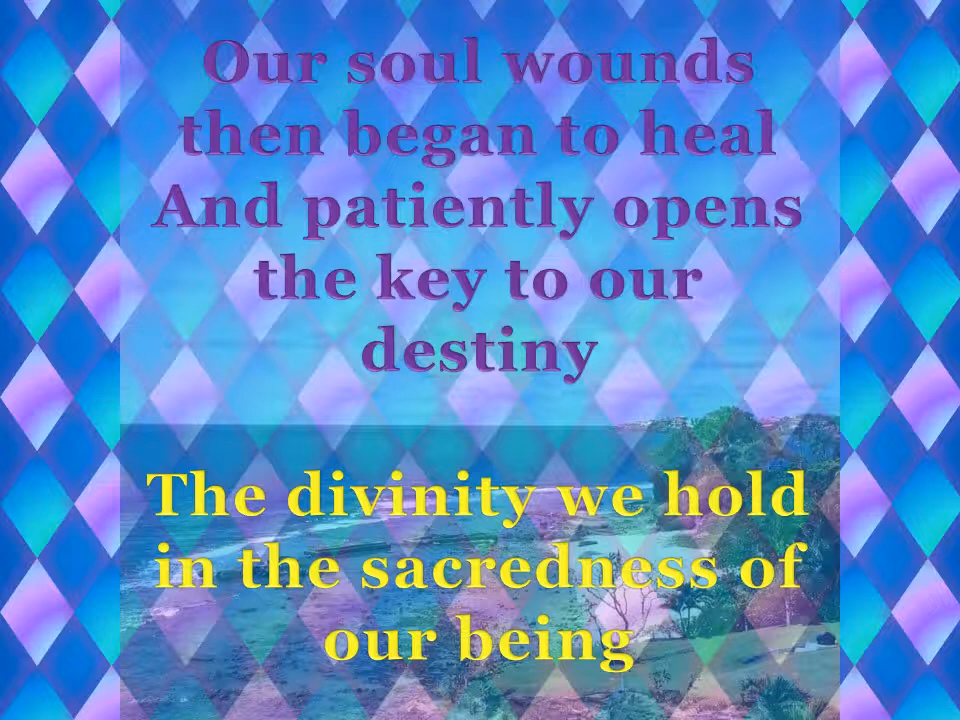 Our soul wounds
then began to heal
And patiently opens
the key to our
destiny
The divinity we hold
in the sacredness of
our being